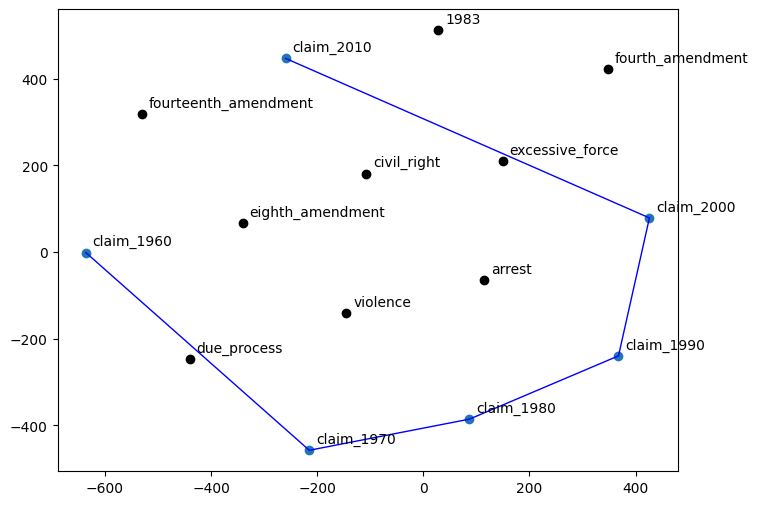 1983
claim_2010
fourth_amendment
400
fourteenth_amendment
excessive_force
civil_right
200
eighth_amendment
claim_2000
claim_1960
0
arrest
violence
−200
due_process
claim_1990
claim_1980
−400
claim_1970
−600
−400
−200
0
200
400